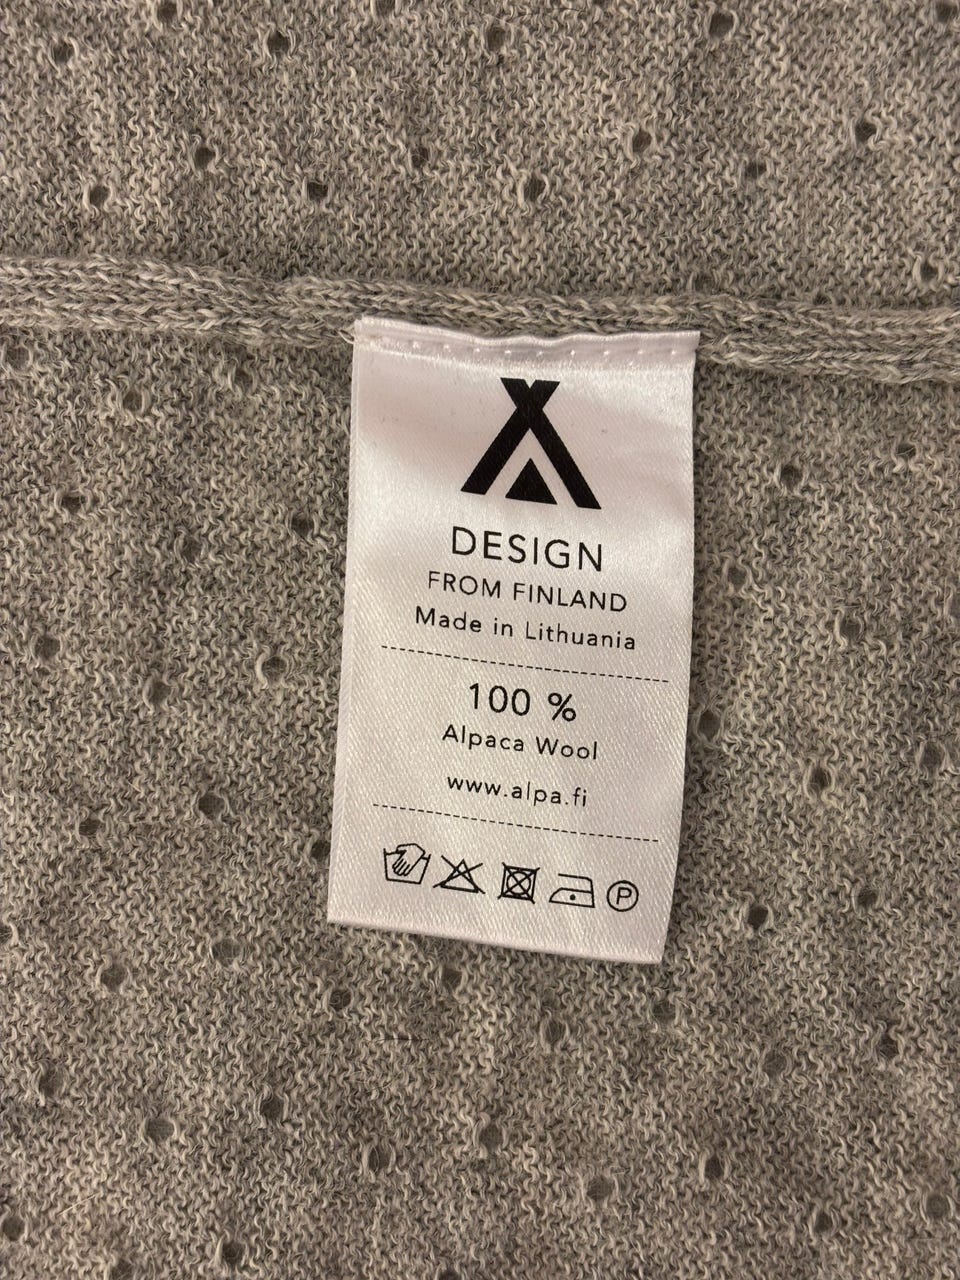 DESIGN
FROM FINLAND
Made in Lithuania
100 %
Alpaca Wool
www.alpa.fi
P